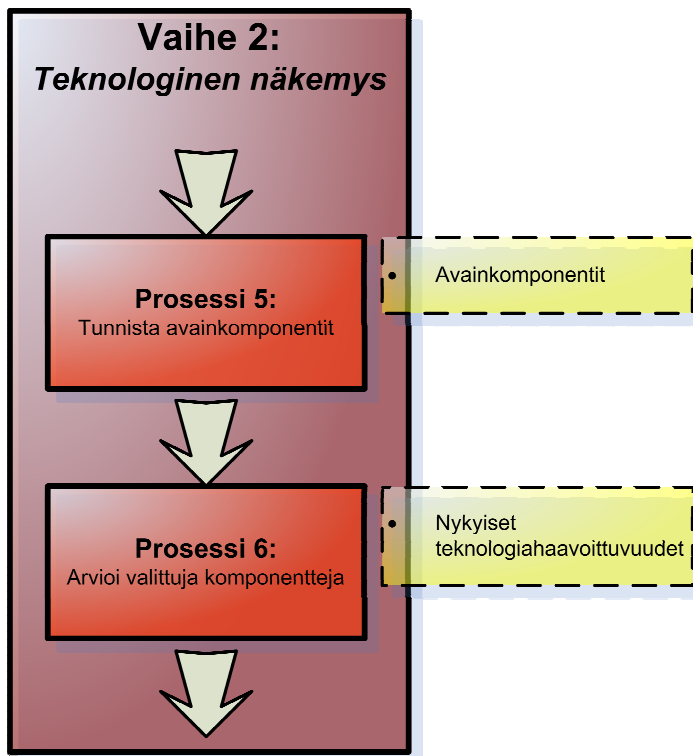 Vaihe 2:
Teknologinen näkemys
Prosessi 5:
Tunnista avainkomponentit
• Avainkomponentit
Prosessi 6:
Arvioi valittuja komponentteja
• Nykyiset
teknologiahaavoittuvuudet